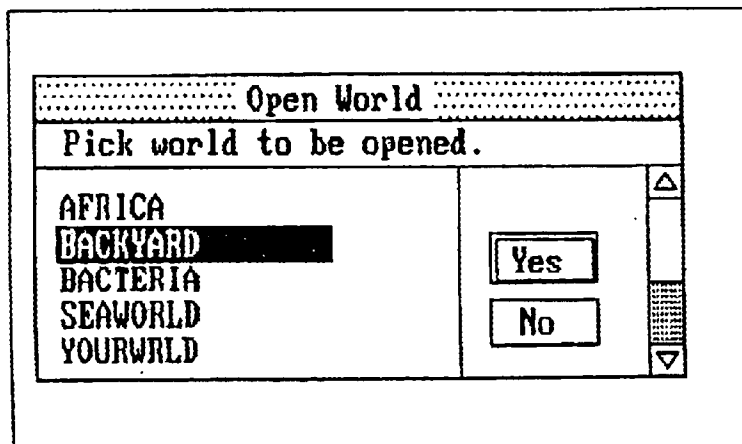 Open World
Pick world to be opened.
AFRICA
BACKYARD
BACTERIA
SEAWORLD
YOURWRLD
Yes
No